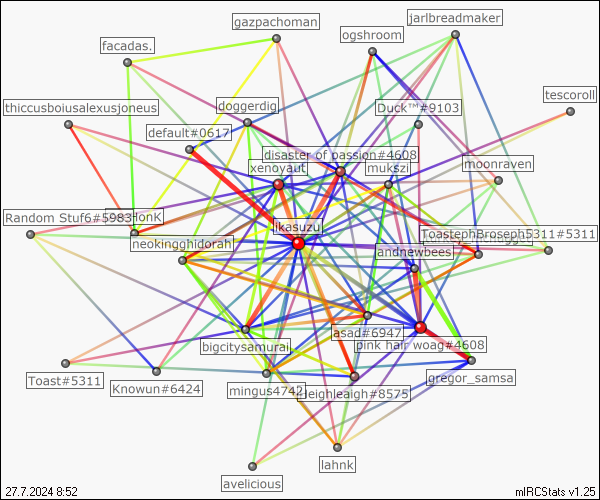 gazpachoman
jarlbreadmaker
ogshroom
facadas.
tescoroll
thiccusboiusalexusjoneus
doggerdig
Duck™#9103
default#0617
disaster of passion#4608
xenoyaut
mukszi
moonraven
Random Stuf6#5983
HonK
ikasuzu
ToastephBroseph5311#5311
neokingghidorah
andnewbees
asad#6947
bigcitysamurai
pink hair woag#4608
Toast#5311
Knowun#6424
mingus4742
leighleagh#8575
gregor_samsa
lahnk
avelicious
27.7.2024 8:52
mIRCStats v1.25